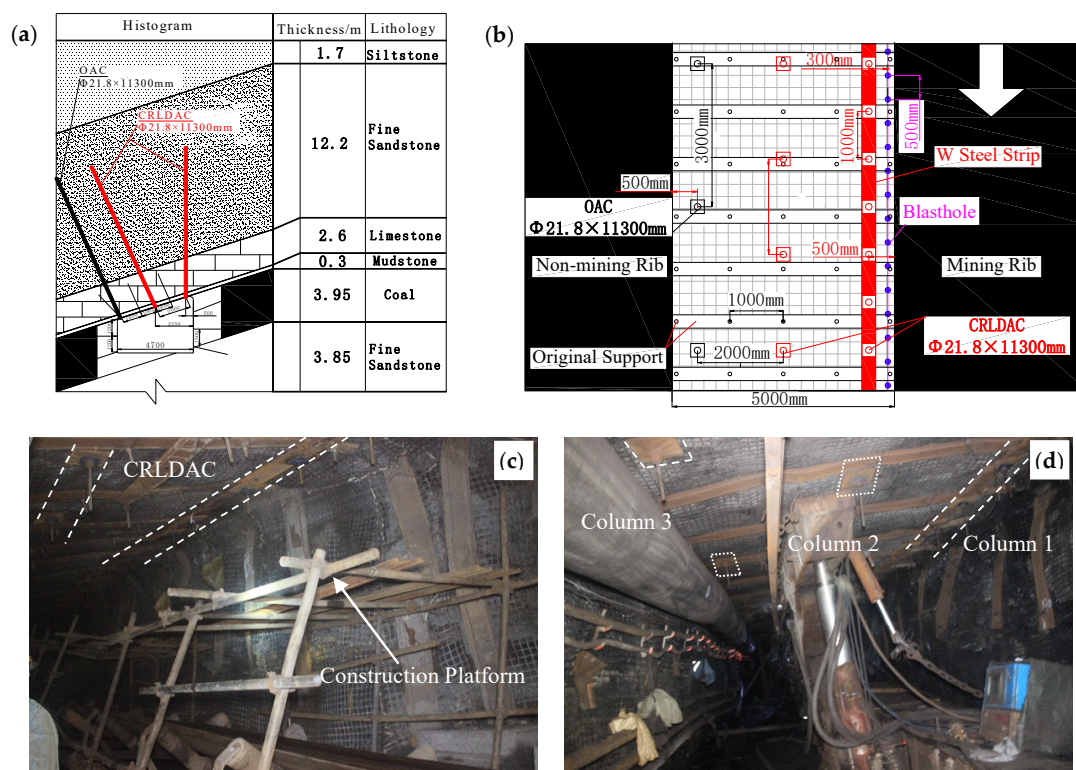 (a)
Histogram
Thickness/m
Lithology
1.7
Siltstone
OAC
Φ21.8×11300mm
CRLDAC
Φ21.8×11300mm
12.2
Fine
Sandstone
2.6
Limestone
0.3
Mudstone
3.95
Coal
500
2350
4700
3.85
Fine
Sandstone
(b)
300mm
3000mm
1000mm
500mm
W Steel Strip
500mm
OAC
Φ21.8×11300mm
Blasthole
500mm
Non-mining Rib
Mining Rib
1000mm
CRLDAC
Φ21.8×11300mm
Original Support
2000mm
5000mm
(c)
CRLDAC
Construction Platform
(d)
Column 3
Column 2
Column 1